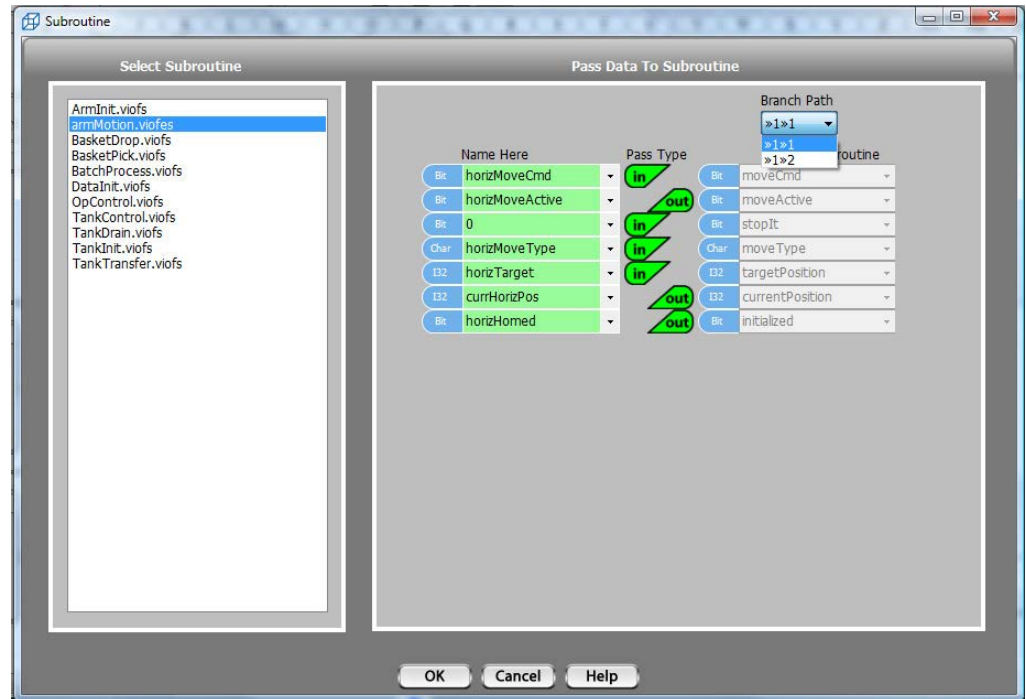 Subroutine
Select Subroutine
Pass Data To Subroutine
ArmInit.viofs
armMotion.viofes
BasketDrop.viofs
BasketPick.viofs
BatchProcess.viofs
DataInit.viofs
OpControl.viofs
TankControl.viofs
TankDrain.viofs
TankInit.viofs
TankTransfer.viofs
Branch Path
»1»1
»1»1
»1»2
Name Here Pass Type routine
Bit horizMoveCmd in Bit moveCmd
Bit horizMoveActive out Bit moveActive
Bit 0 in Bit stopIt
Char horizMoveType in Char moveType
I32 horizTarget in I32 targetPosition
I32 currHorizPos out I32 currentPosition
Bit horizHomed out Bit initialized
OK Cancel Help